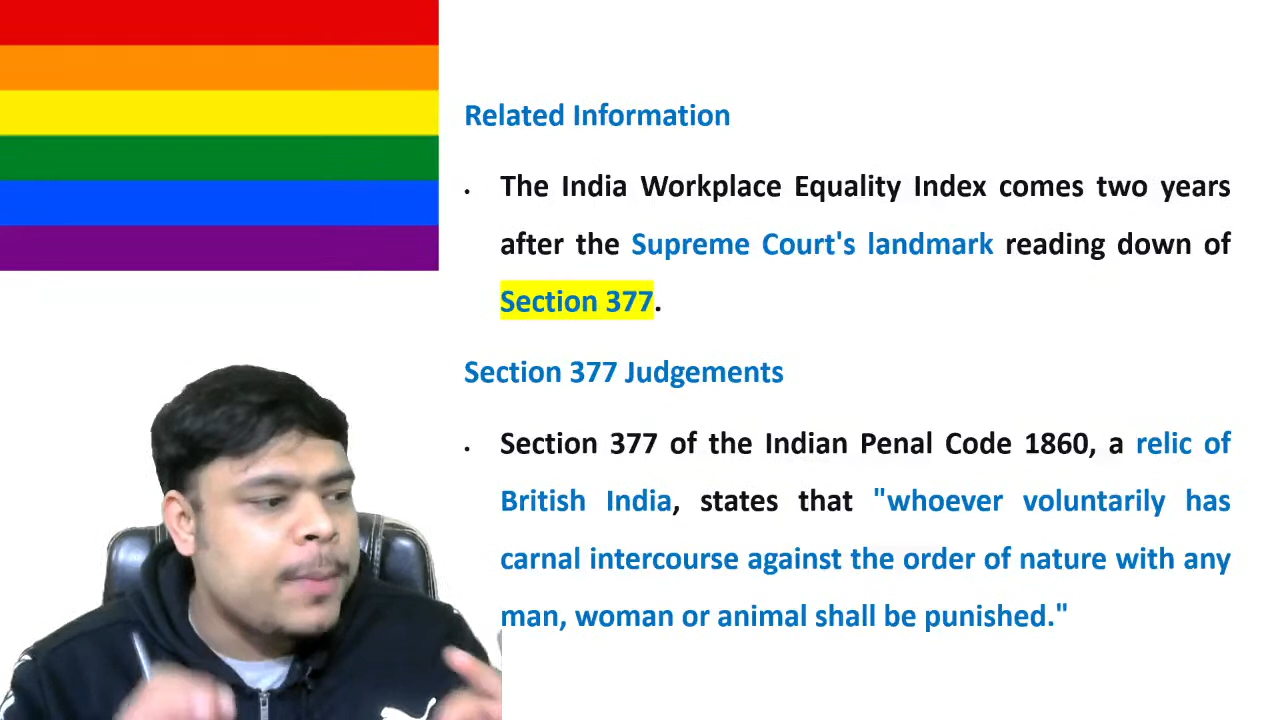 Related Information
• The India Workplace Equality Index comes two years
after the Supreme Court's landmark reading down of
Section 377.
Section 377 Judgements
• Section 377 of the Indian Penal Code 1860, a relic of
British India, states that "whoever voluntarily has
carnal intercourse against the order of nature with any
man, woman or animal shall be punished."